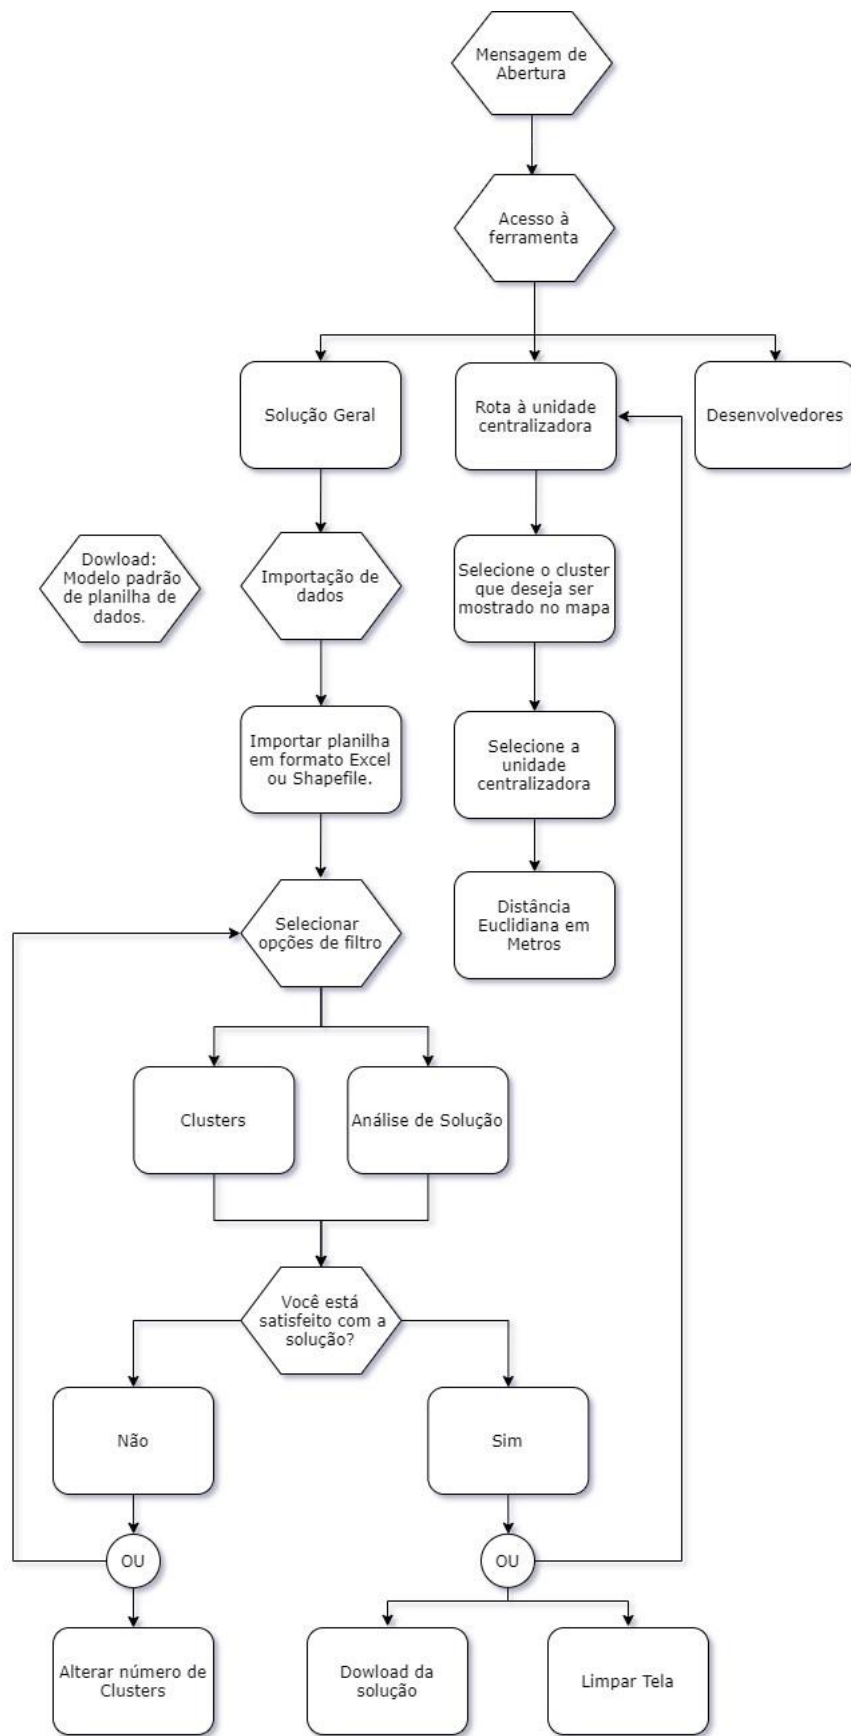 Mensagem de
Abertura
Acesso à
ferramenta
Solução Geral
Rota à unidade
centralizadora
Desenvolvedores
Dowload:
Modelo padrão
de planilha de
dados.
Importação de
dados
Selecione o cluster
que deseja ser
mostrado no mapa
Importar planilha
em formato Excel
ou Shapefile.
Selecione a
unidade
centralizadora
Selecionar
opções de filtro
Distância
Euclidiana em
Metros
Clusters
Análise de Solução
Você está
satisfeito com a
solução?
Não
Sim
OU
OU
Alterar número de
Clusters
Dowload da
solução
Limpar Tela